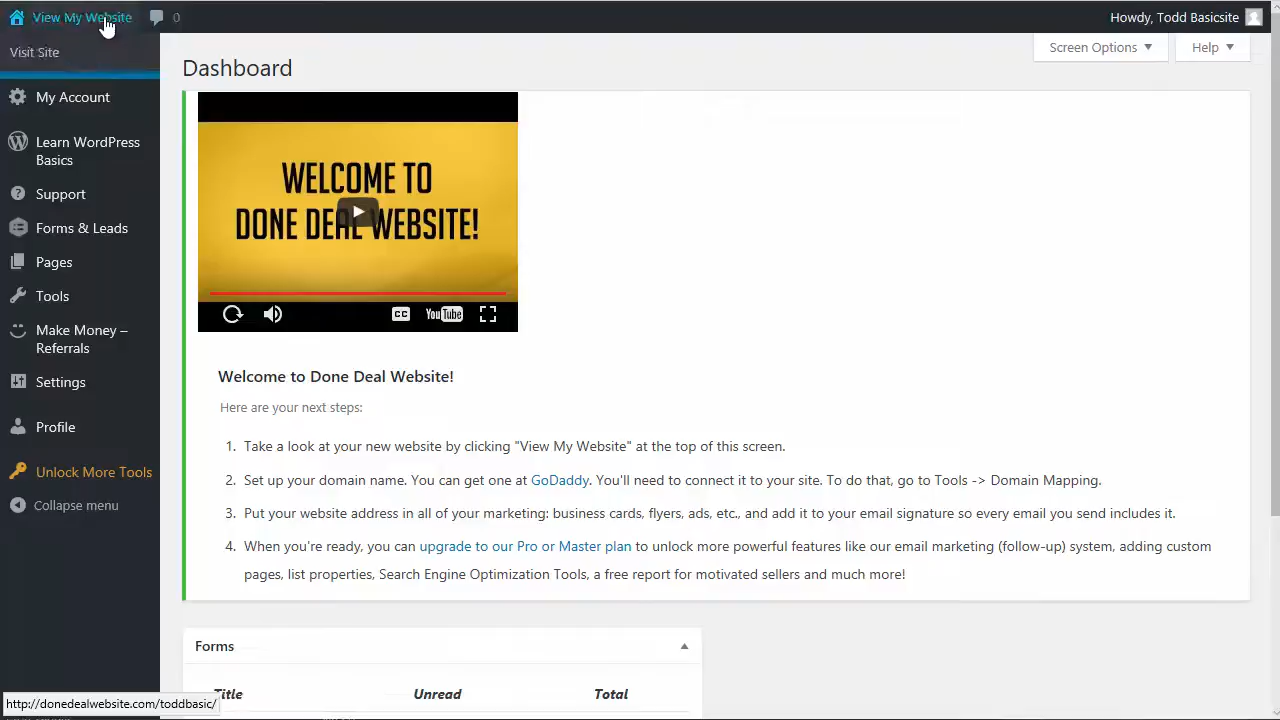 View My Website 0 Howdy, Todd Basicsite
Visit Site
Screen Options Help
Dashboard
My Account
Learn WordPress
Basics
Support
Forms & Leads
Pages
Tools
Make Money –
Referrals
Settings
Profile
Unlock More Tools
Collapse menu
WELCOME TO
DONE DEAL WEBSITE!
CC YouTube
Welcome to Done Deal Website!
Here are your next steps:
1. Take a look at your new website by clicking "View My Website" at the top of this screen.
2. Set up your domain name. You can get one at GoDaddy. You'll need to connect it to your site. To do that, go to Tools -> Domain Mapping.
3. Put your website address in all of your marketing: business cards, flyers, ads, etc., and add it to your email signature so every email you send includes it.
4. When you're ready, you can upgrade to our Pro or Master plan to unlock more powerful features like our email marketing (follow-up) system, adding custom
pages, list properties, Search Engine Optimization Tools, a free report for motivated sellers and much more!
Forms
Title Unread Total
http://donedealwebsite.com/toddbasic/